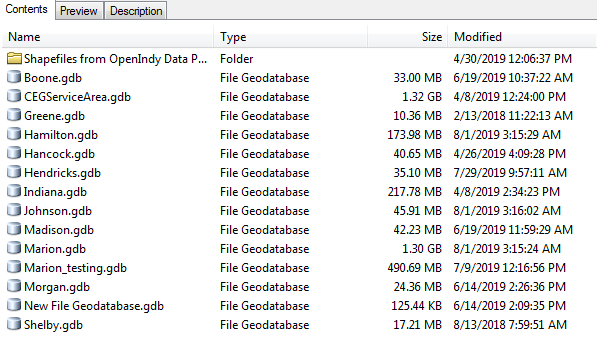 Contents Preview Description
Name Type Size Modified
Shapefiles from OpenIndy Data P... Folder 4/30/2019 12:06:37 PM
Boone.gdb File Geodatabase 33.00 MB 6/19/2019 10:37:22 AM
CEGServiceArea.gdb File Geodatabase 1.32 GB 4/8/2019 12:24:00 PM
Greene.gdb File Geodatabase 10.36 MB 2/13/2018 11:22:13 AM
Hamilton.gdb File Geodatabase 173.98 MB 8/1/2019 3:15:29 AM
Hancock.gdb File Geodatabase 40.65 MB 4/26/2019 4:09:28 PM
Hendricks.gdb File Geodatabase 35.10 MB 7/29/2019 9:57:11 AM
Indiana.gdb File Geodatabase 217.78 MB 4/8/2019 2:34:23 PM
Johnson.gdb File Geodatabase 45.91 MB 8/1/2019 3:16:02 AM
Madison.gdb File Geodatabase 42.23 MB 6/19/2019 11:59:29 AM
Marion.gdb File Geodatabase 1.30 GB 8/1/2019 3:15:24 AM
Marion_testing.gdb File Geodatabase 490.69 MB 7/9/2019 12:16:56 PM
Morgan.gdb File Geodatabase 24.36 MB 6/14/2019 2:26:36 PM
New File Geodatabase.gdb File Geodatabase 125.44 KB 6/14/2019 2:09:35 PM
Shelby.gdb File Geodatabase 17.21 MB 8/13/2018 7:59:51 AM